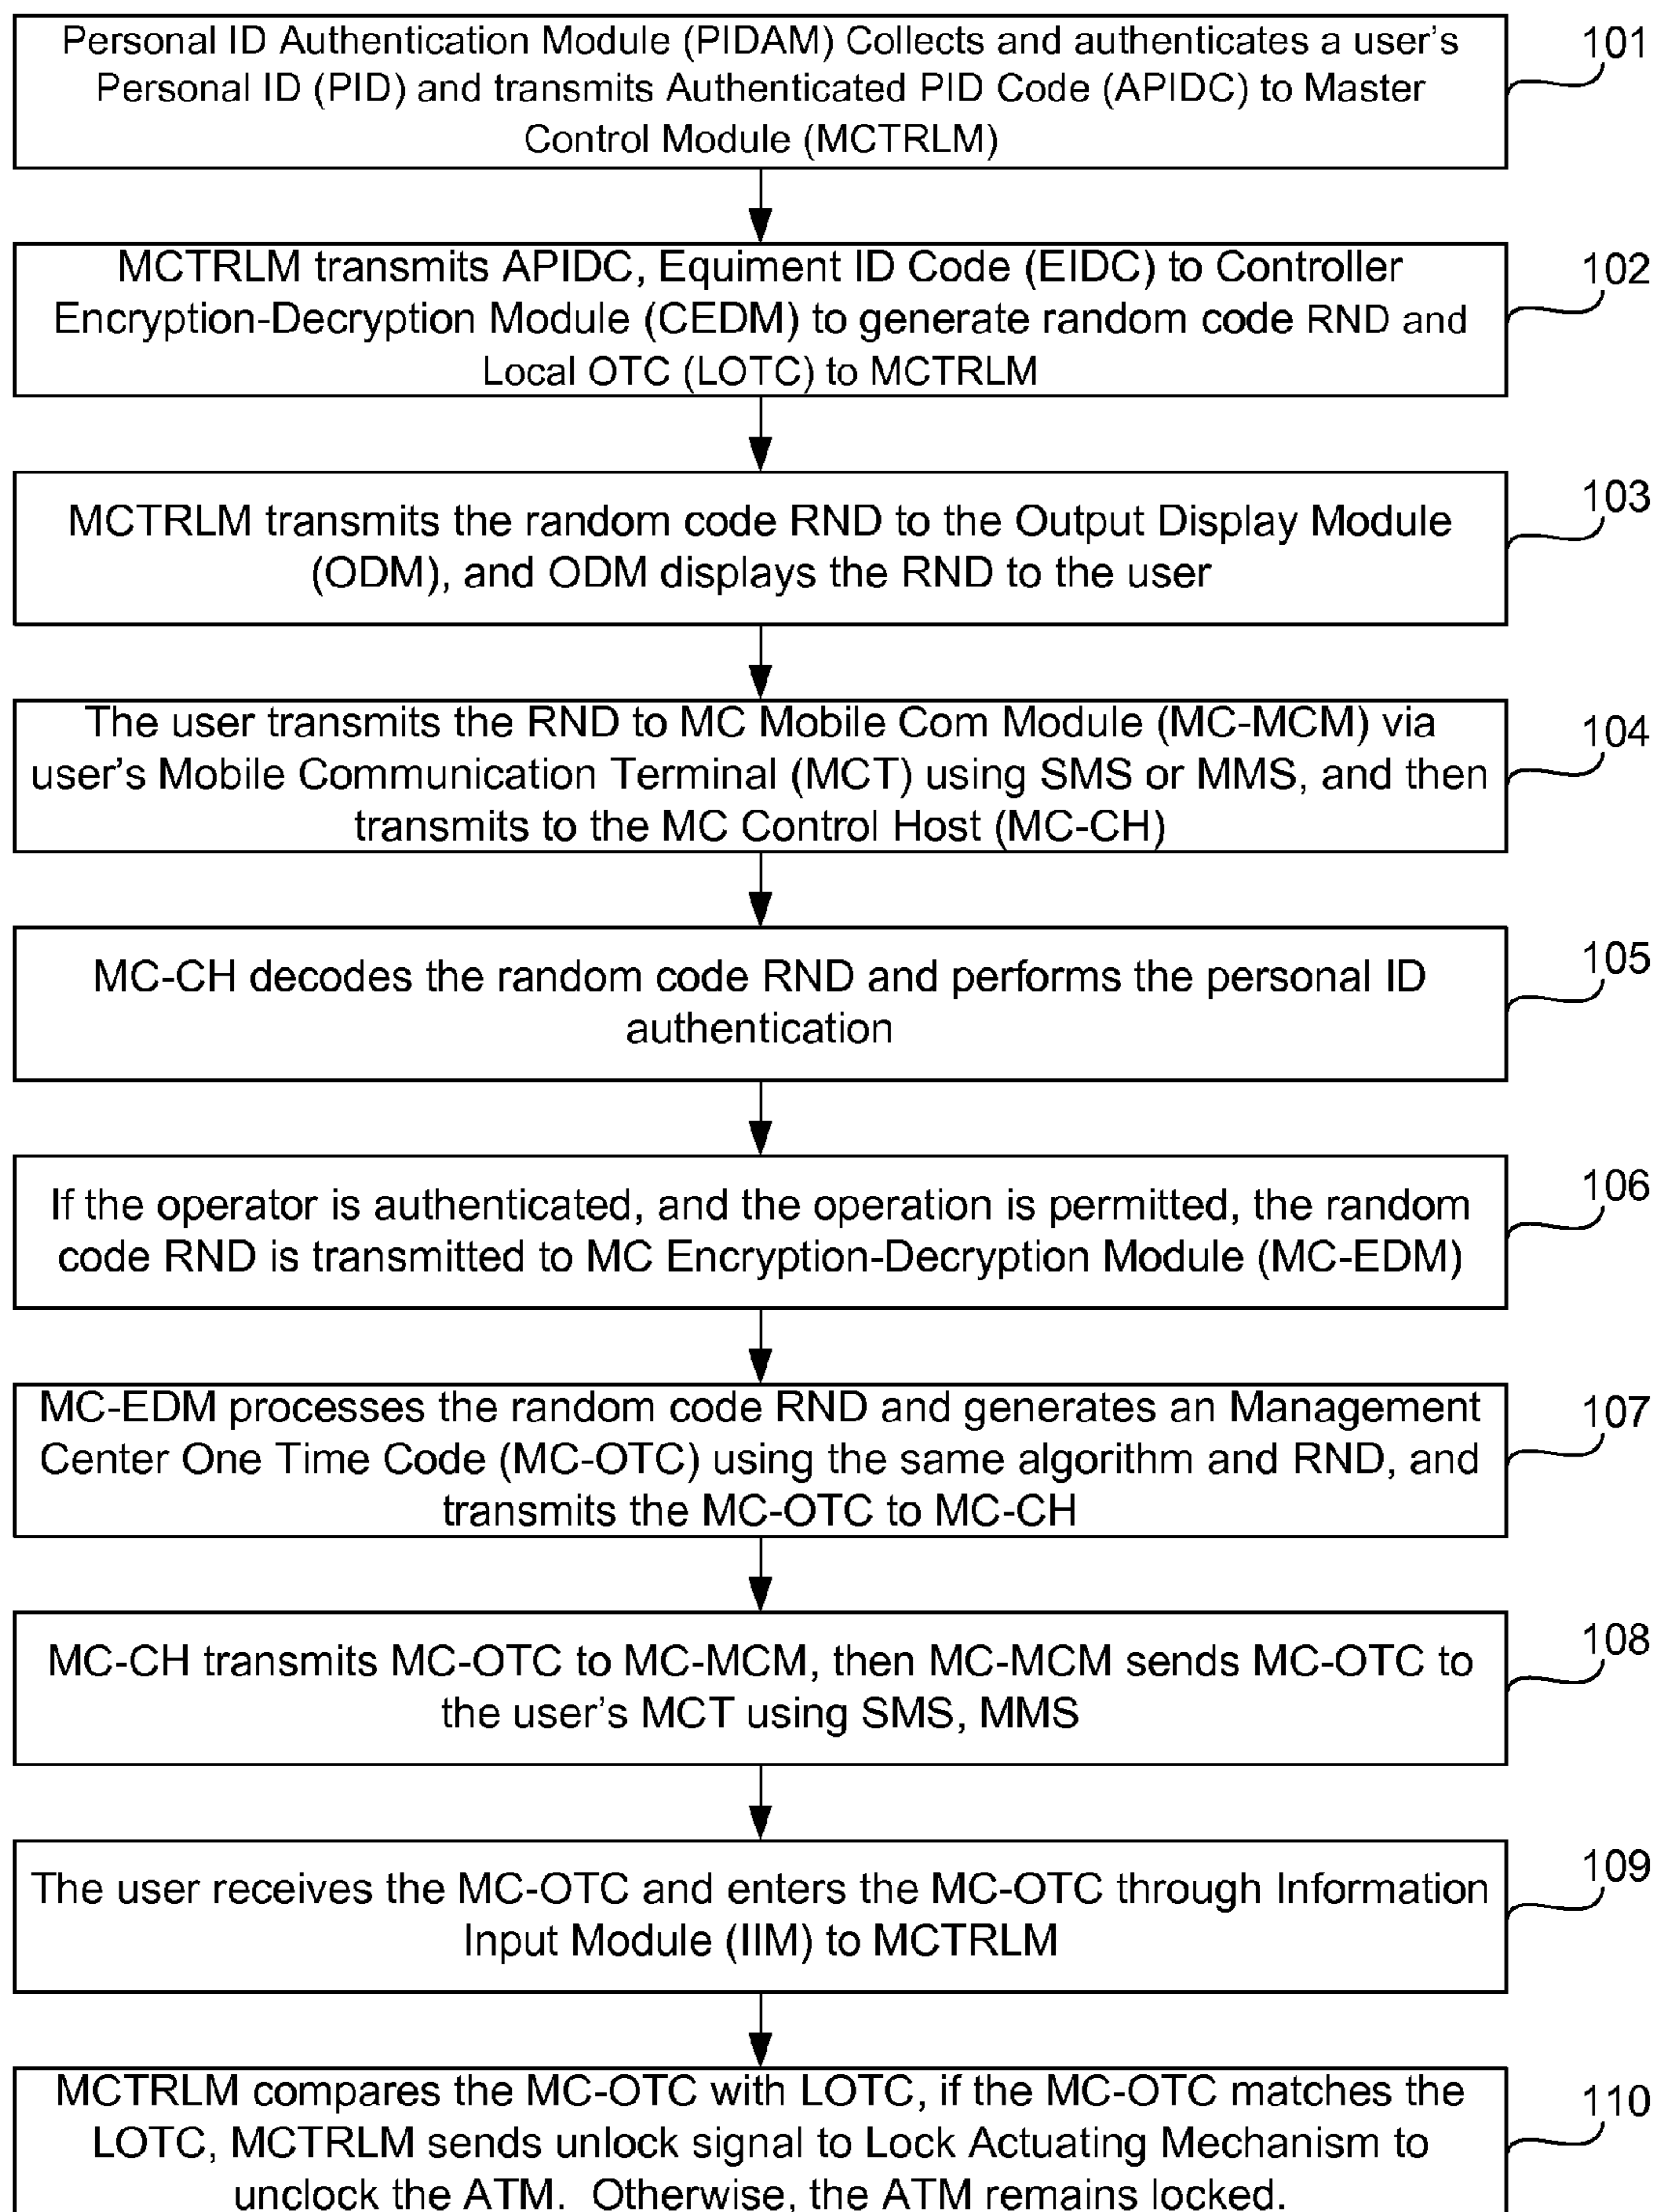 Personal ID Authentication Module (PIDAM) Collects and authenticates a user's
Personal ID (PID) and transmits Authenticated PID Code (APIDC) to Master
Control Module (MCTRLM)
101
MCTRLM transmits APIDC, Equiment ID Code (EIDC) to Controller
Encryption-Decryption Module (CEDM) to generate random code RND and
Local OTC (LOTC) to MCTRLM
102
MCTRLM transmits the random code RND to the Output Display Module
(ODM), and ODM displays the RND to the user
103
The user transmits the RND to MC Mobile Com Module (MC-MCM) via
user's Mobile Communication Terminal (MCT) using SMS or MMS, and then
transmits to the MC Control Host (MC-CH)
104
MC-CH decodes the random code RND and performs the personal ID
authentication
105
If the operator is authenticated, and the operation is permitted, the random
code RND is transmitted to MC Encryption-Decryption Module (MC-EDM)
106
MC-EDM processes the random code RND and generates an Management
Center One Time Code (MC-OTC) using the same algorithm and RND, and
transmits the MC-OTC to MC-CH
107
MC-CH transmits MC-OTC to MC-MCM, then MC-MCM sends MC-OTC to
the user's MCT using SMS, MMS
108
The user receives the MC-OTC and enters the MC-OTC through Information
Input Module (IIM) to MCTRLM
109
MCTRLM compares the MC-OTC with LOTC, if the MC-OTC matches the
LOTC, MCTRLM sends unlock signal to Lock Actuating Mechanism to
unclock the ATM.  Otherwise, the ATM remains locked.
110